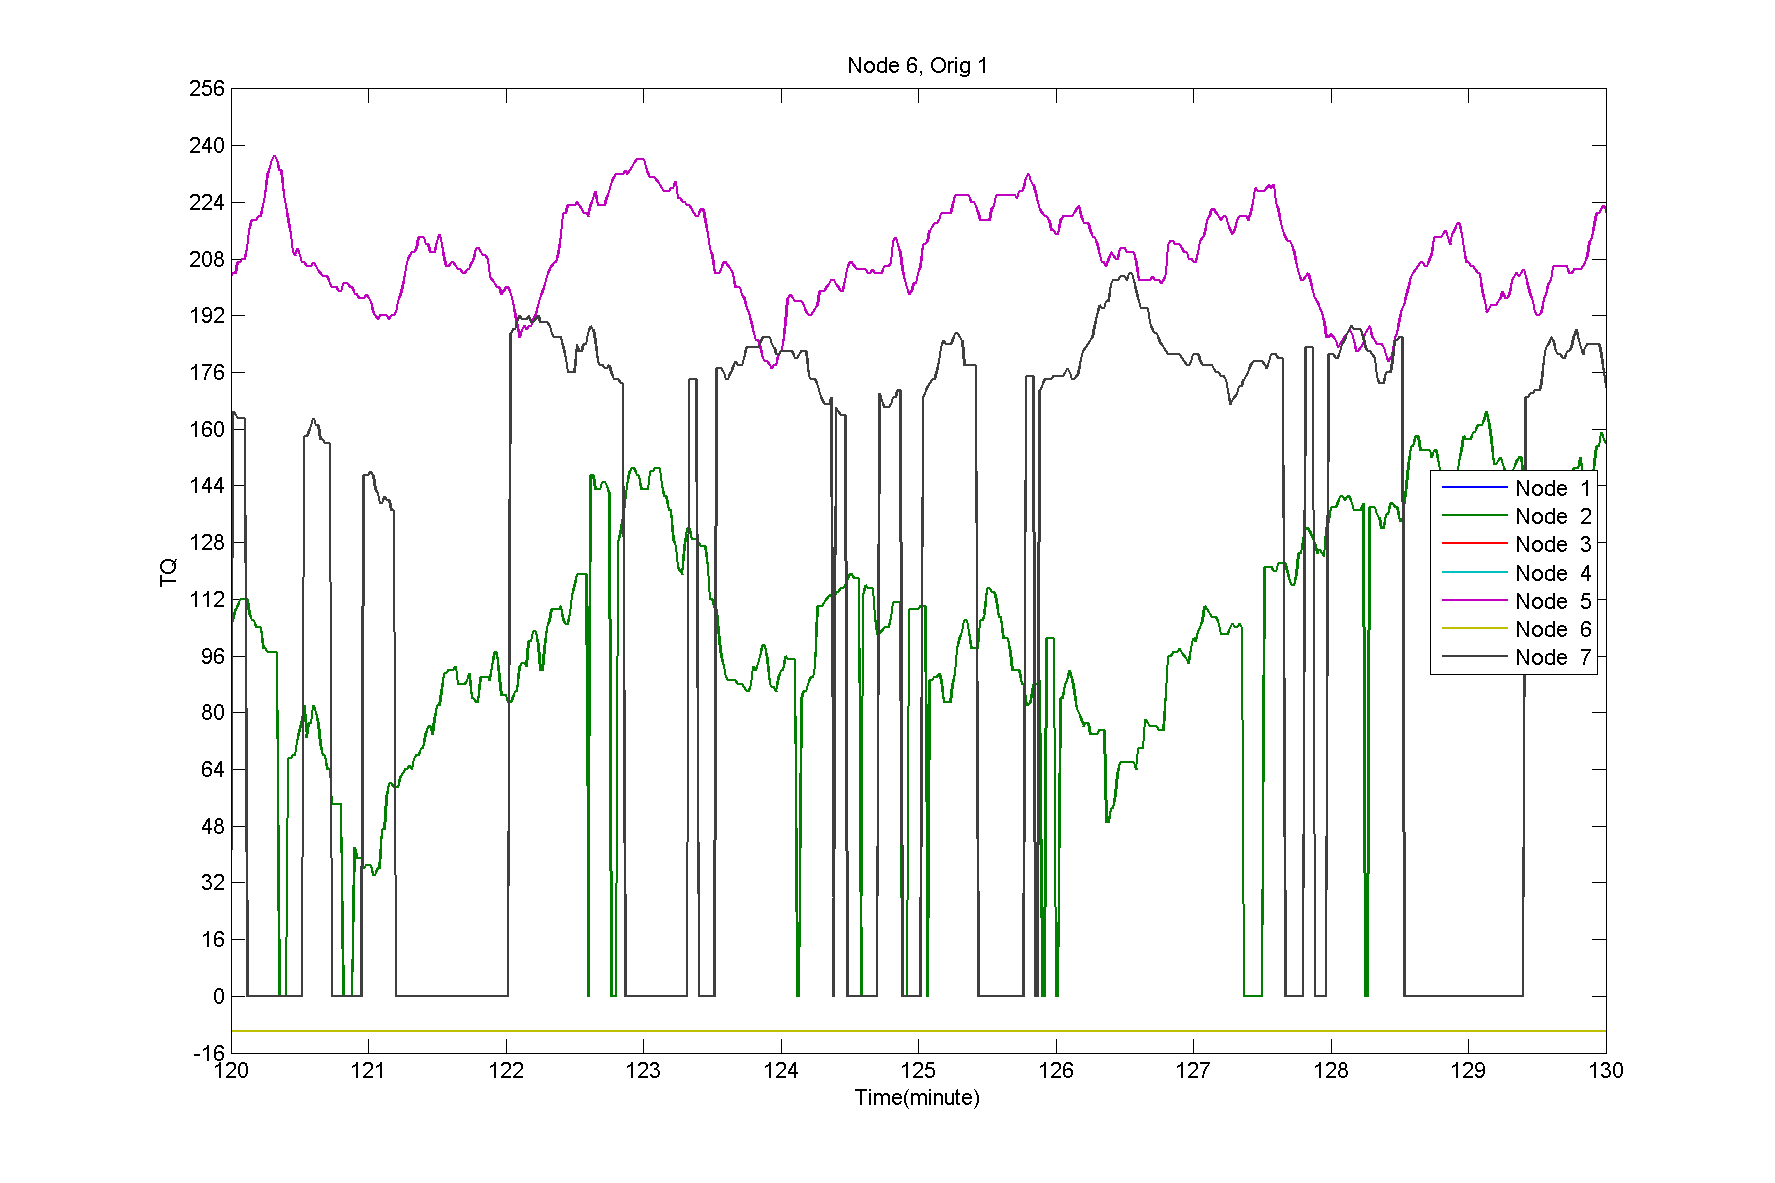 Node 6, Orig 1
256
240
224
208
192
176
160
144
128
112
96
80
64
48
32
16
0
-16
TQ
Node 1
Node 2
Node 3
Node 4
Node 5
Node 6
Node 7
120 121 122 123 124 125 126 127 128 129 130
Time(minute)